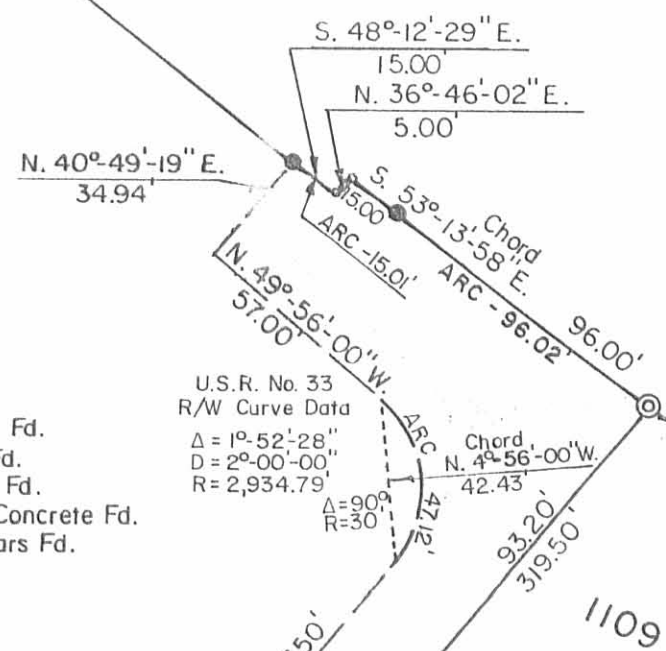 S. 48°-12'-29" E.
15.00'
N. 36°-46'-02" E.
5.00'
N. 40°-49'-19" E.
34.94'
15.00
S. 53°-13'-58" E.
Chord
ARC -15.01'
ARC - 96.02'
96.00'
N. 49°-56'-00" W.
57.00'
U.S.R. No. 33
R/W Curve Data
Δ = 1°-52'-28"
D = 2°-00'-00"
R = 2,934.79'
ARC
47.12'
Chord
N. 4°-56'-00" W.
42.43'
Δ=90°
R=30'
Fd.
Fd.
Concrete Fd.
93.20'
319.50'
50'
1109